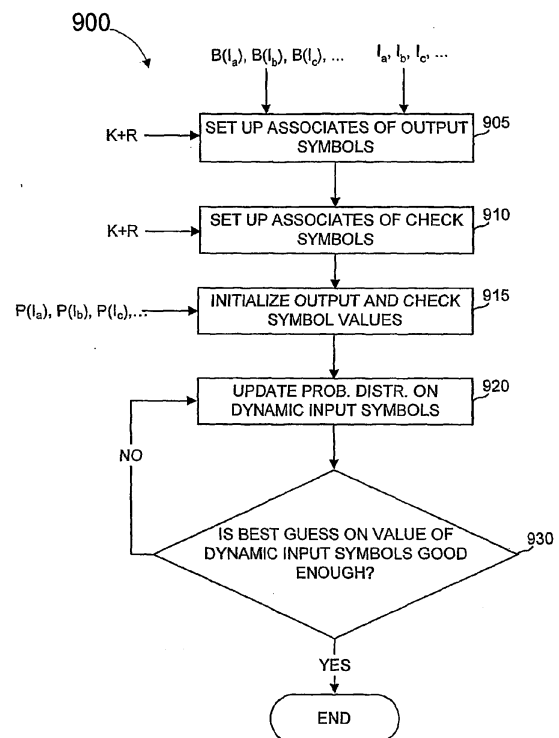 900
B(Ia), B(Ib), B(Ic), ...
Ia, Ib, Ic, ...
K+R
SET UP ASSOCIATES OF OUTPUT
SYMBOLS
905
K+R
SET UP ASSOCIATES OF CHECK
SYMBOLS
910
P(Ia), P(Ib), P(Ic),...
INITIALIZE OUTPUT AND CHECK
SYMBOL VALUES
915
UPDATE PROB. DISTR. ON
DYNAMIC INPUT SYMBOLS
920
NO
IS BEST GUESS ON VALUE OF
DYNAMIC INPUT SYMBOLS GOOD
ENOUGH?
930
YES
END